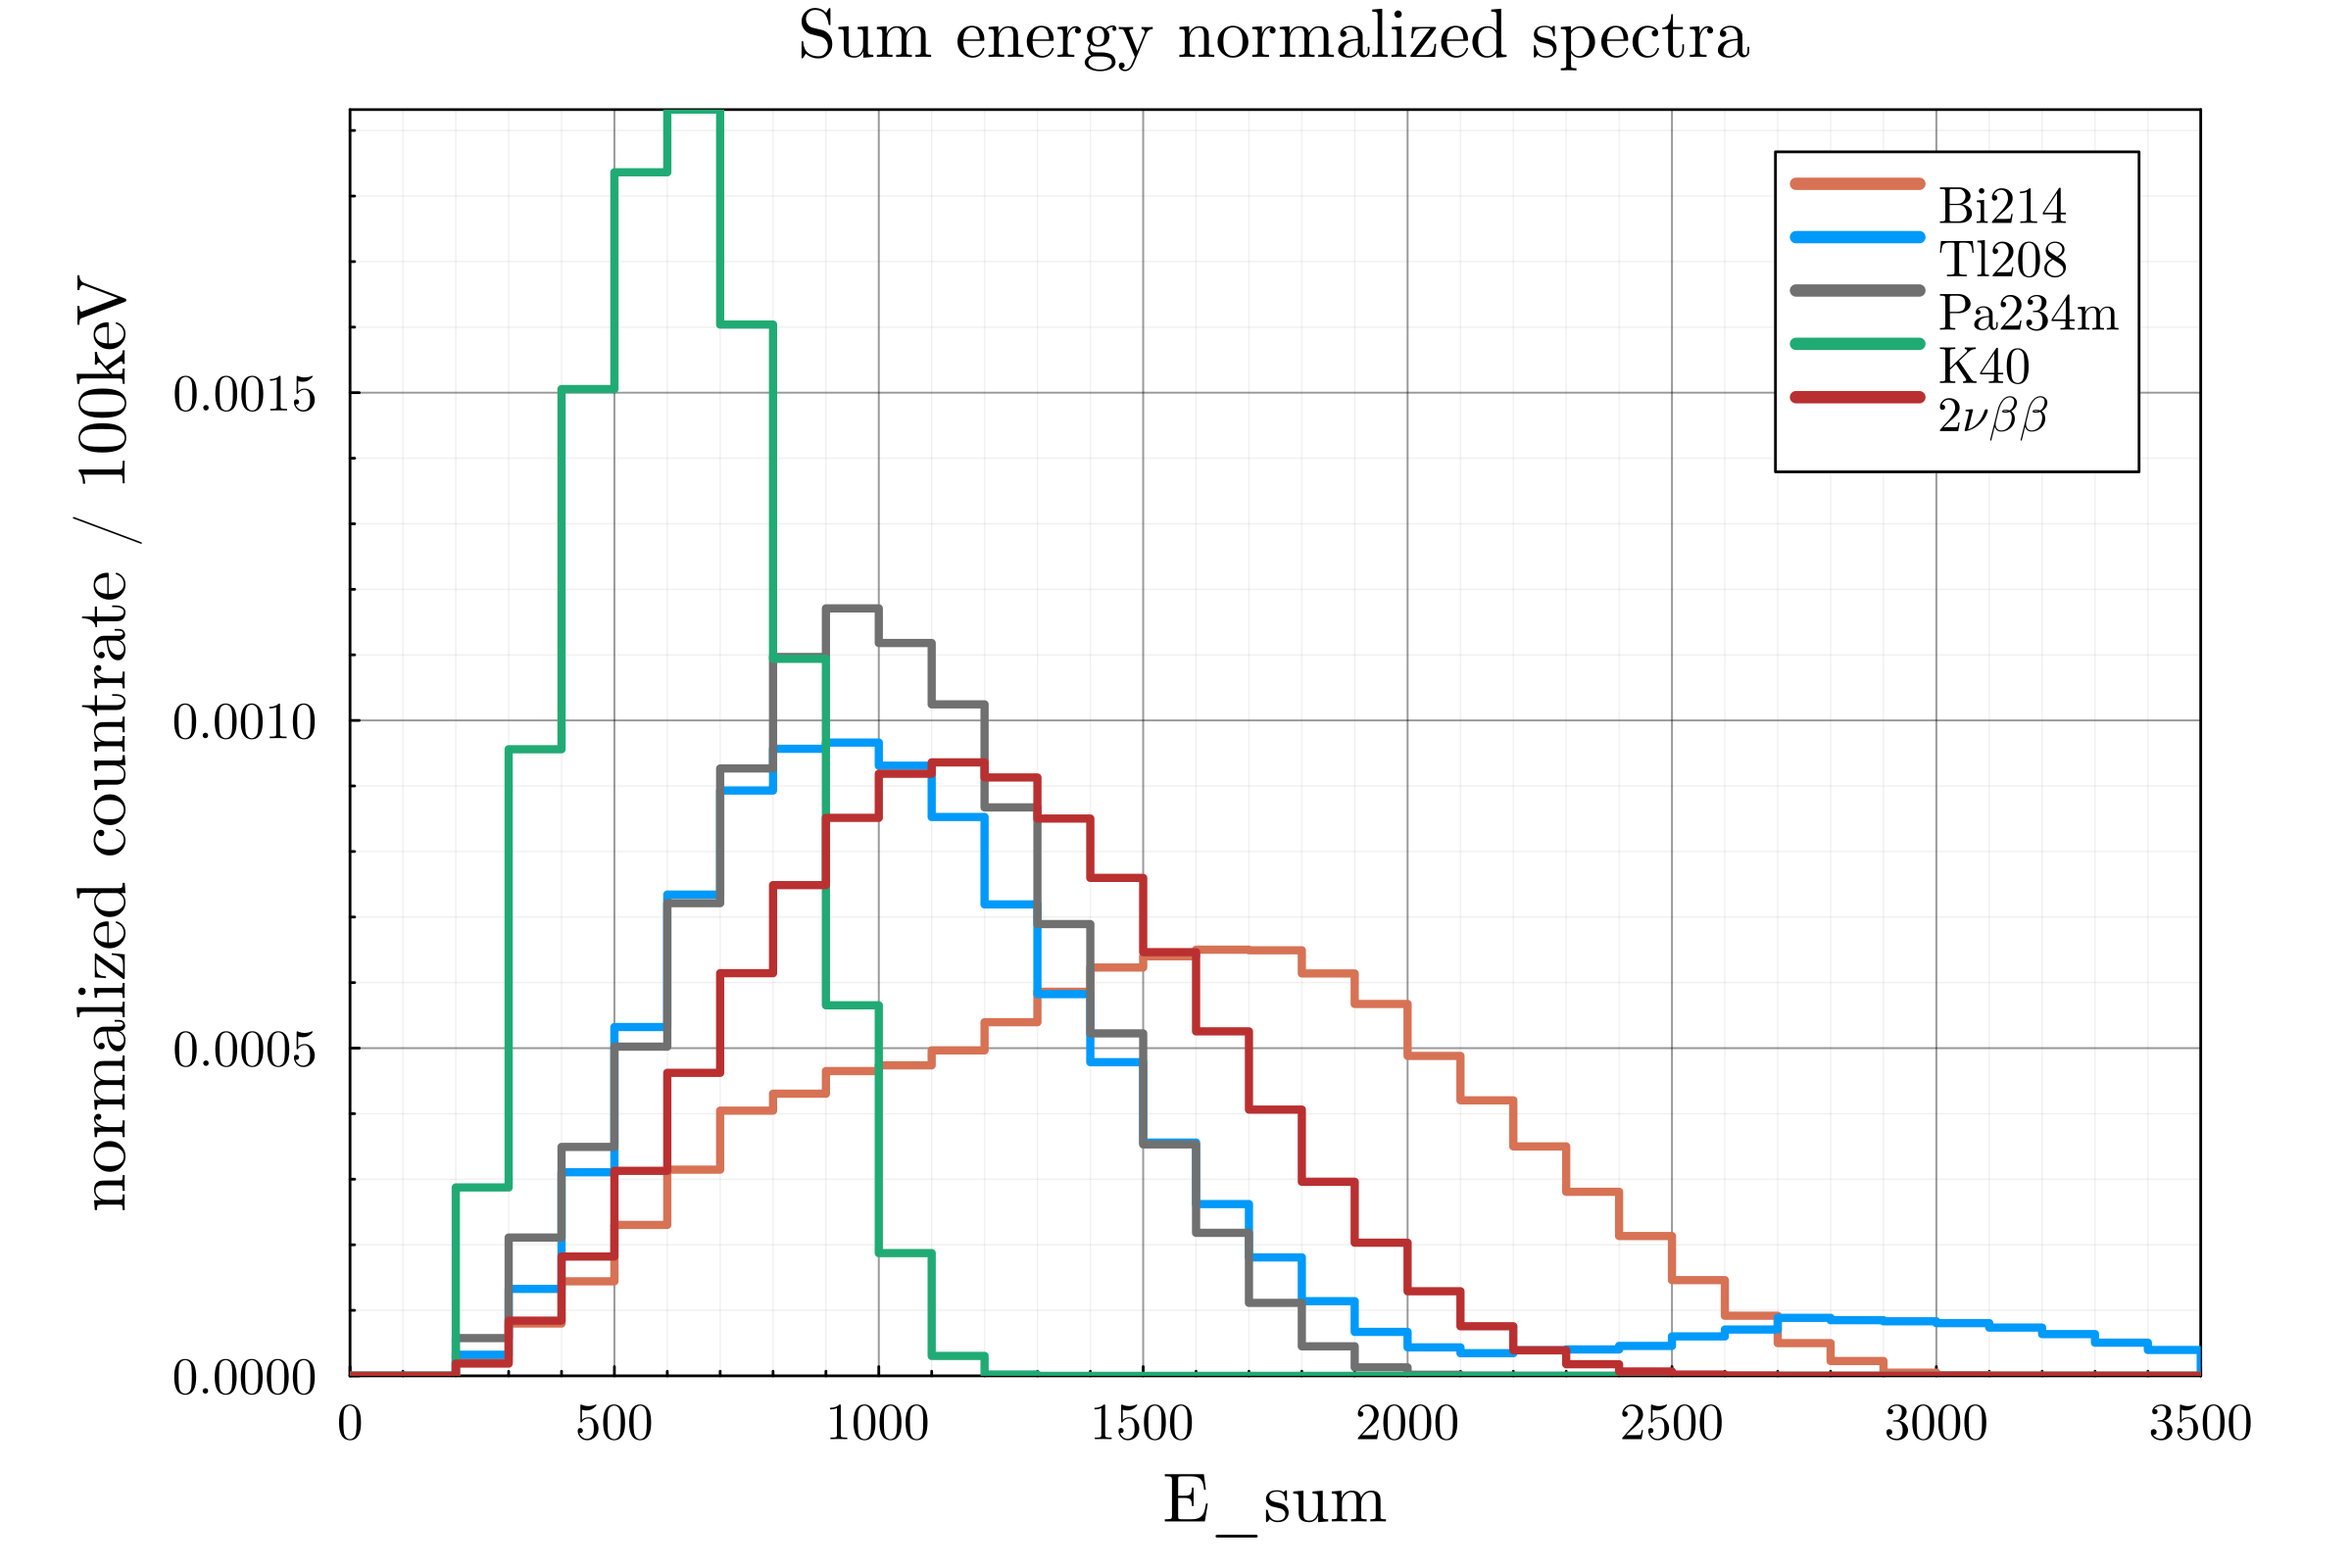 Sum energy normalized spectra
normalized countrate / 100keV
0.0015
0.0010
0.0005
0.0000
Bi214
Tl208
Pa234m
K40
2νββ
0 500 1000 1500 2000 2500 3000 3500
E_sum